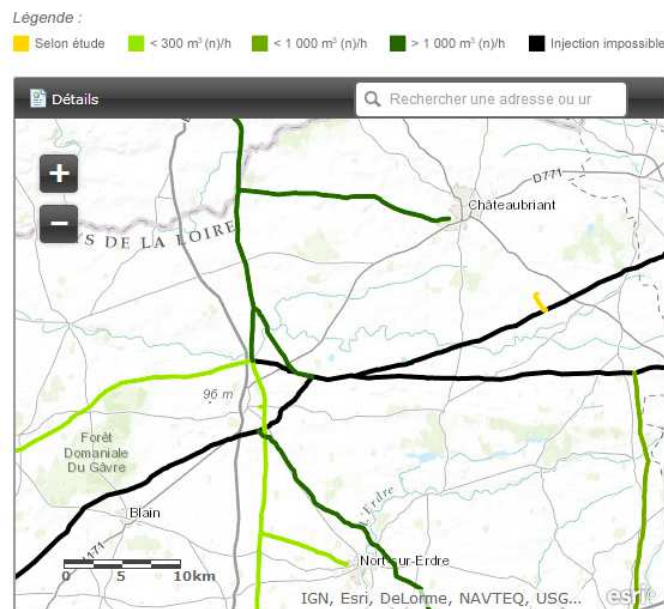 Légende :
Selon étude < 300 m³ (n)/h < 1 000 m³ (n)/h > 1 000 m³ (n)/h Injection impossible
Détails
Rechercher une adresse ou ur
+
D771
Châteaubriant
−
S DE LA LOIRE
96 m
Forêt
Domaniale
Du Gâvre
Blain
Erdre
Nort-sur-Erdre
0 5 10km
IGN, Esri, DeLorme, NAVTEQ, USG...
esri